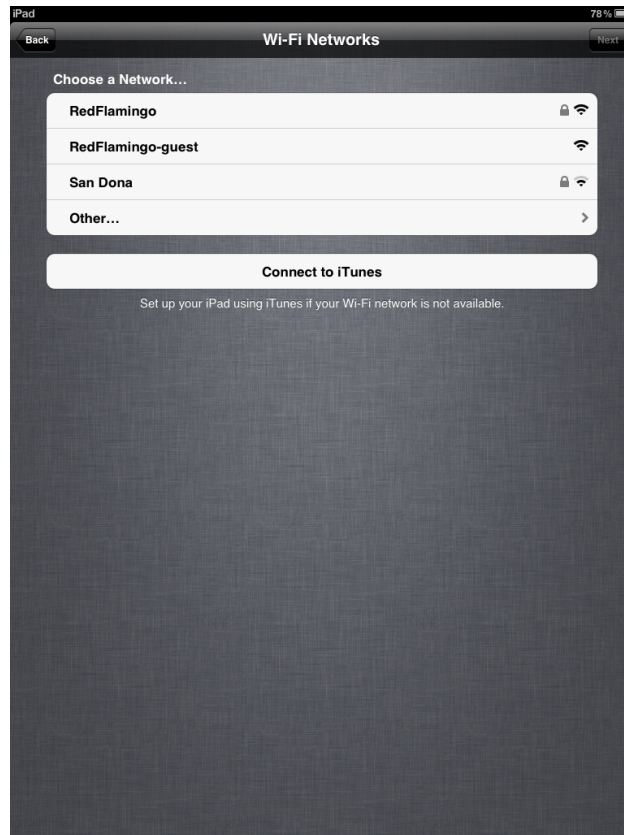 iPad 78%
Back Wi-Fi Networks Next
Choose a Network...
RedFlamingo
RedFlamingo-guest
San Dona
Other...
Connect to iTunes
Set up your iPad using iTunes if your Wi-Fi network is not available.